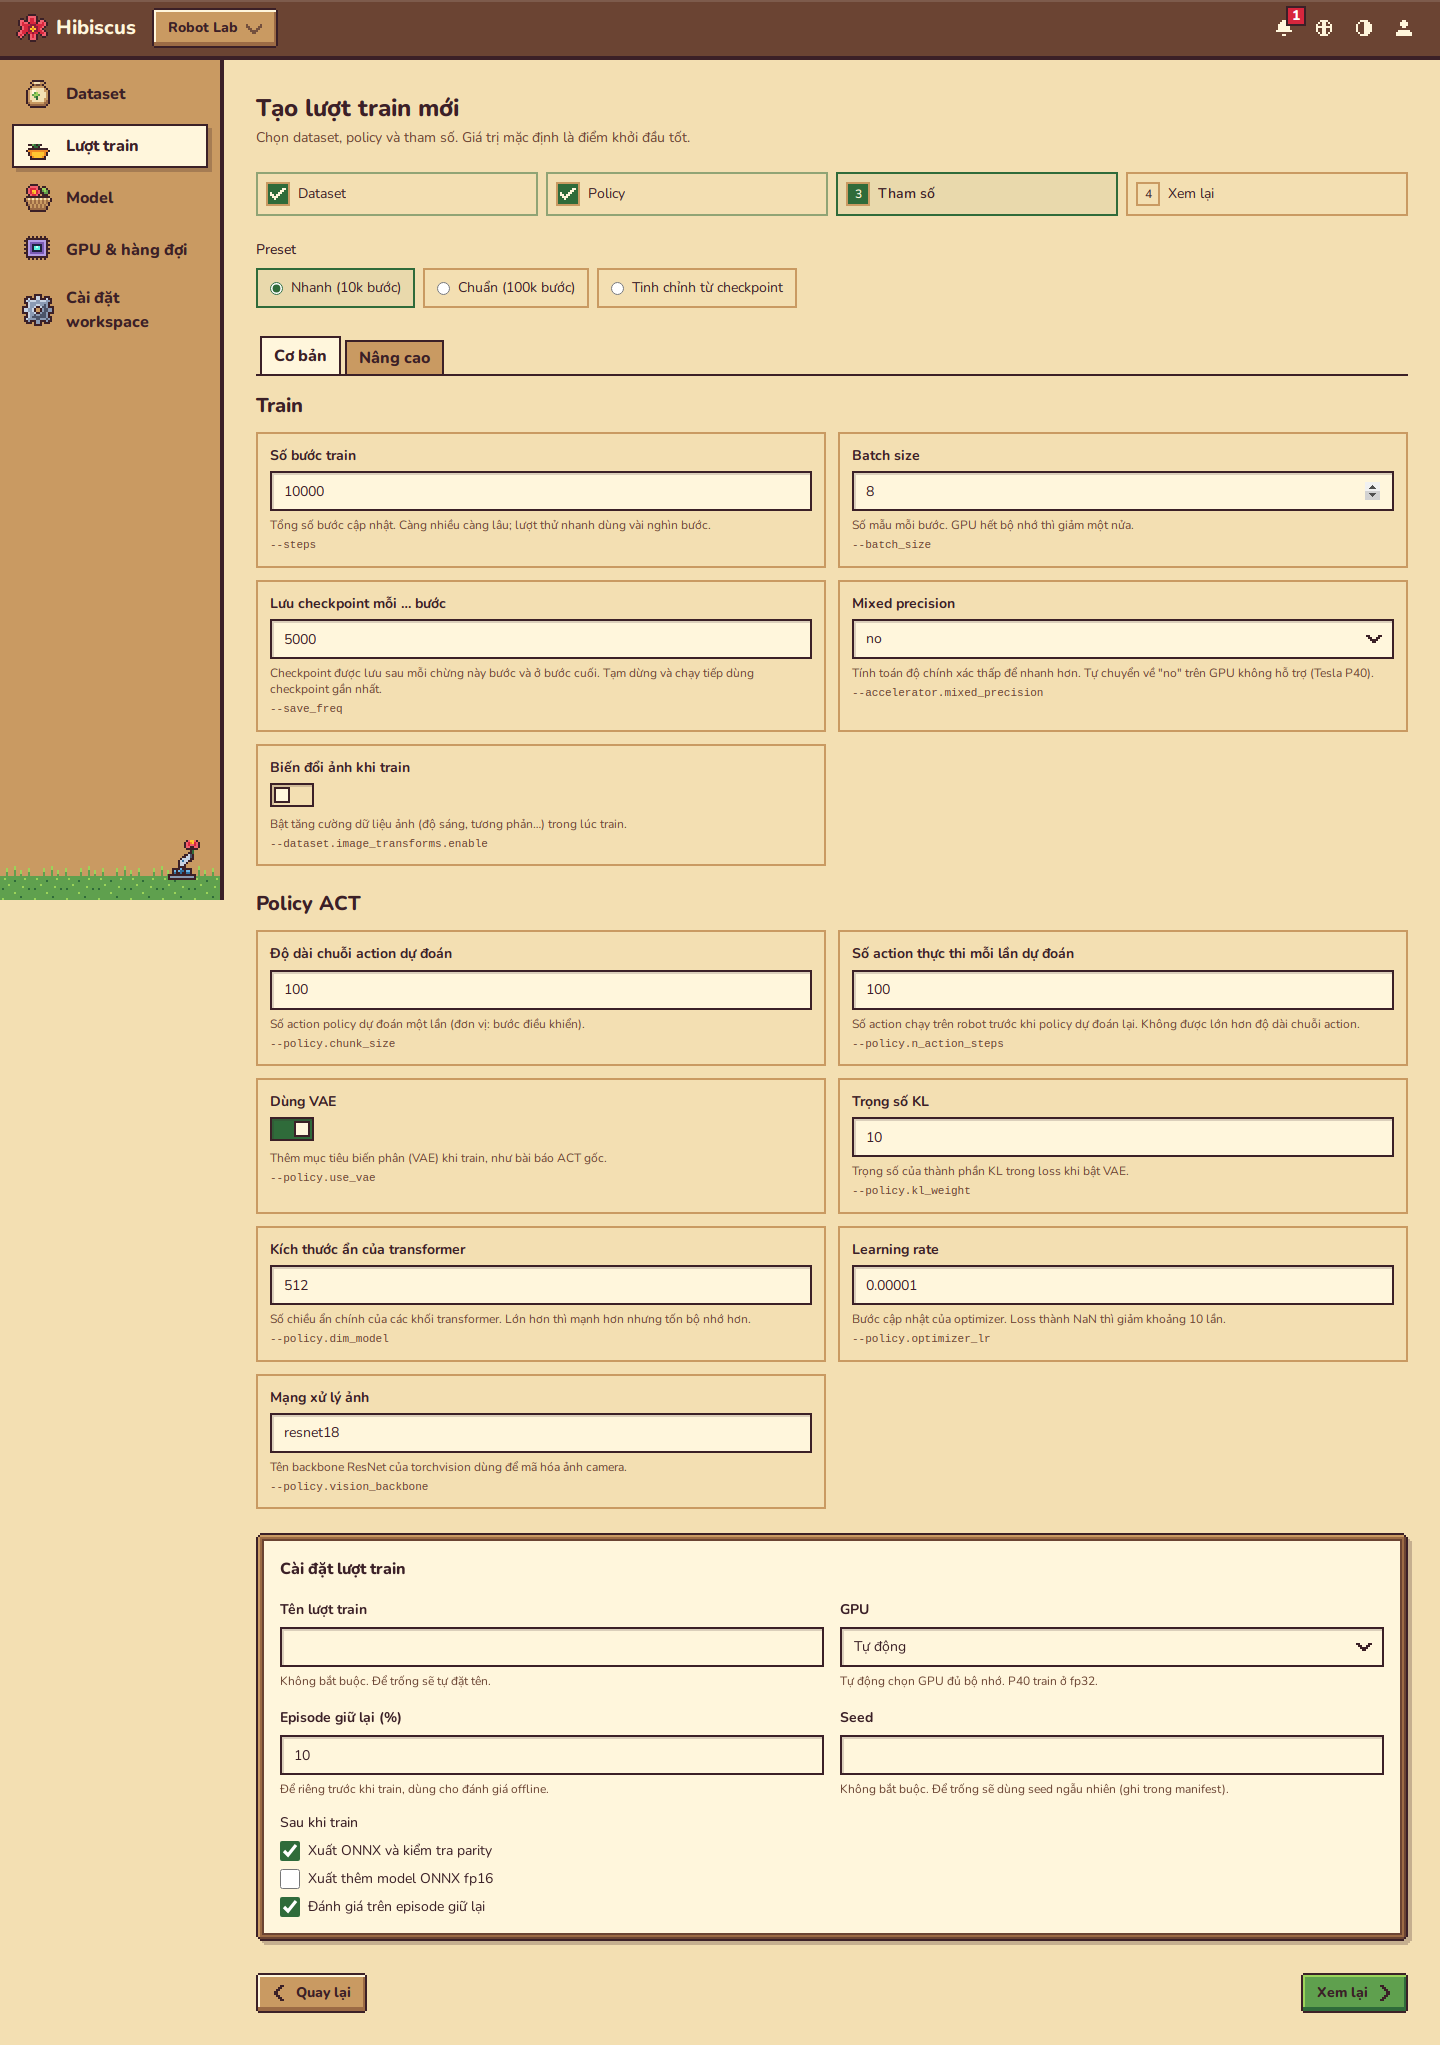 Hibiscus
Robot Lab
1
Dataset
Lượt train
Model
GPU & hàng đợi
Cài đặt
workspace
Tạo lượt train mới
Chọn dataset, policy và tham số. Giá trị mặc định là điểm khởi đầu tốt.
Dataset
Policy
3 Tham số
4 Xem lại
Preset
Nhanh (10k bước)
Chuẩn (100k bước)
Tinh chỉnh từ checkpoint
Cơ bản
Nâng cao
Train
Số bước train
10000
Tổng số bước cập nhật. Càng nhiều càng lâu; lượt thử nhanh dùng vài nghìn bước.
--steps
Batch size
8
Số mẫu mỗi bước. GPU hết bộ nhớ thì giảm một nửa.
--batch_size
Lưu checkpoint mỗi … bước
5000
Checkpoint được lưu sau mỗi chừng này bước và ở bước cuối. Tạm dừng và chạy tiếp dùng
checkpoint gần nhất.
--save_freq
Mixed precision
no
Tính toán độ chính xác thấp để nhanh hơn. Tự chuyển về "no" trên GPU không hỗ trợ (Tesla P40).
--accelerator.mixed_precision
Biến đổi ảnh khi train
Bật tăng cường dữ liệu ảnh (độ sáng, tương phản…) trong lúc train.
--dataset.image_transforms.enable
Policy ACT
Độ dài chuỗi action dự đoán
100
Số action policy dự đoán một lần (đơn vị: bước điều khiển).
--policy.chunk_size
Số action thực thi mỗi lần dự đoán
100
Số action chạy trên robot trước khi policy dự đoán lại. Không được lớn hơn độ dài chuỗi action.
--policy.n_action_steps
Dùng VAE
Thêm mục tiêu biến phân (VAE) khi train, như bài báo ACT gốc.
--policy.use_vae
Trọng số KL
10
Trọng số của thành phần KL trong loss khi bật VAE.
--policy.kl_weight
Kích thước ẩn của transformer
512
Số chiều ẩn chính của các khối transformer. Lớn hơn thì mạnh hơn nhưng tốn bộ nhớ hơn.
--policy.dim_model
Learning rate
0.00001
Bước cập nhật của optimizer. Loss thành NaN thì giảm khoảng 10 lần.
--policy.optimizer_lr
Mạng xử lý ảnh
resnet18
Tên backbone ResNet của torchvision dùng để mã hóa ảnh camera.
--policy.vision_backbone
Cài đặt lượt train
Tên lượt train
Không bắt buộc. Để trống sẽ tự đặt tên.
GPU
Tự động
Tự động chọn GPU đủ bộ nhớ. P40 train ở fp32.
Episode giữ lại (%)
10
Để riêng trước khi train, dùng cho đánh giá offline.
Seed
Không bắt buộc. Để trống sẽ dùng seed ngẫu nhiên (ghi trong manifest).
Sau khi train
Xuất ONNX và kiểm tra parity
Xuất thêm model ONNX fp16
Đánh giá trên episode giữ lại
Quay lại
Xem lại